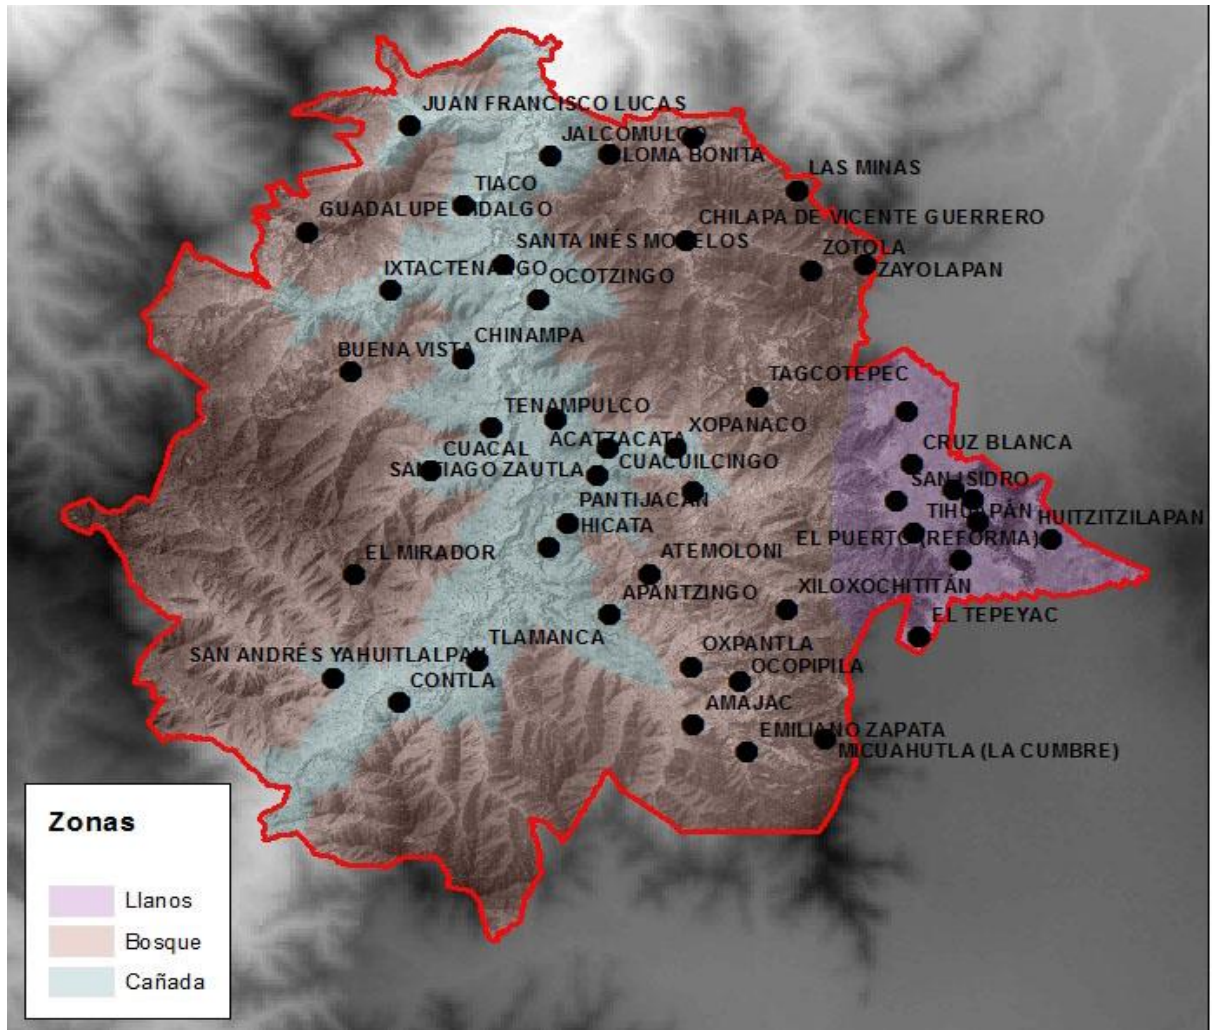 JUAN FRANCISCO LUCAS
JALCOMULCO
LOMA BONITA
LAS MINAS
TIACO
GUADALUPE HIDALGO
CHILAPA DE VICENTE GUERRERO
SANTA INÉS MORELOS
ZOTOLA
ZAYOLAPAN
IXTACTENANGO
OCOTZINGO
CHINAMPA
BUENA VISTA
TAGCOTEPEC
TENAMPULCO
XOPANACO
ACATZACATA
CUACAL
CRUZ BLANCA
CUACUILCINGO
SANTIAGO ZAUTLA
SAN ISIDRO
PANTIJACÁN
TIHUAPÁN
HUITZITZILAPAN
HICATA
EL PUERTO (REFORMA)
EL MIRADOR
ATEMOLONI
XILOXOCHITITÁN
APANTZINGO
EL TEPEYAC
TLAMANCA
SAN ANDRÉS YAHUITLALPAN
OXPANTLA
OCOPIPILA
CONTLA
AMAJAC
EMILIANO ZAPATA
MICUAHUTLA (LA CUMBRE)
Zonas
Llanos
Bosque
Cañada